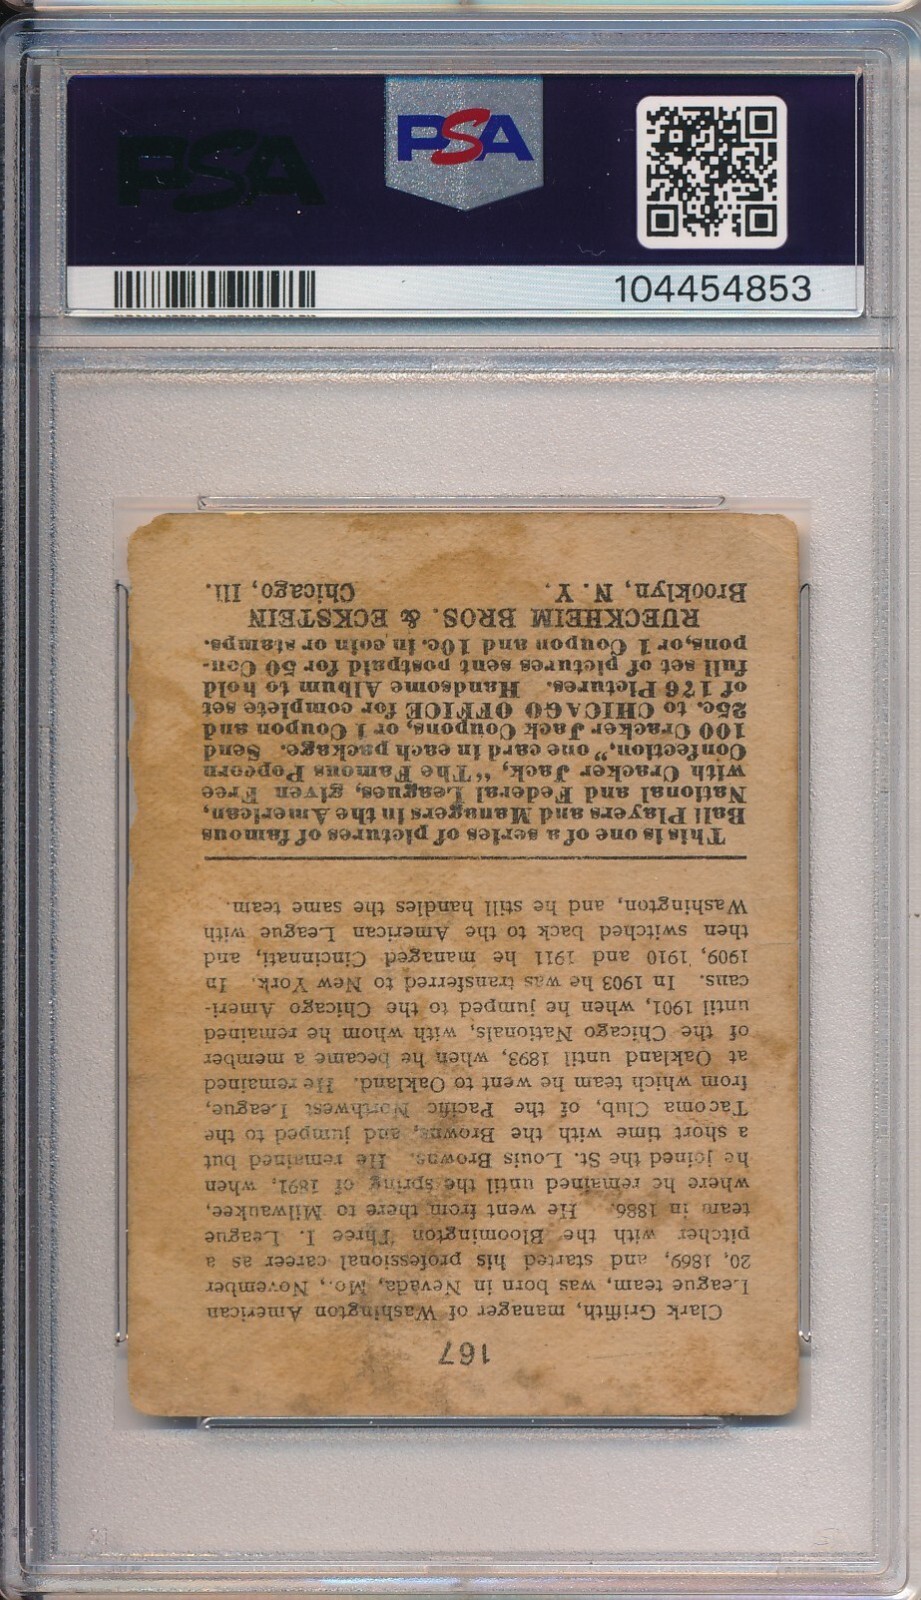 PSA
PSA
104454853
167
Clark Griffith, manager of Washington American
League team, was born in Nevada, Mo., November
20, 1869, and started his professional career as a
pitcher with the Bloomington Three I. League
team in 1886. He went from there to Milwaukee,
where he remained until the spring of 1891, when
he joined the St. Louis Browns. He remained but
a short time with the Browns, and jumped to the
Tacoma Club, of the Pacific Northwest League,
from which team he went to Oakland. He remained
at Oakland until 1893, when he became a member
of the Chicago Nationals, with whom he remained
until 1901, when he jumped to the Chicago Ameri-
cans. In 1903 he was transferred to New York. In
1909, 1910 and 1911 he managed Cincinnati, and
then switched back to the American League with
Washington, and he still handles the same team.
This is one of a series of pictures of famous
Ball Players and Managers in the American,
National and Federal Leagues, given Free
with Cracker Jack, "The Famous Popcorn
Confection," one card in each package. Send
100 Cracker Jack Coupons, or 1 Coupon and
25c. to CHICAGO OFFICE for complete set
of 176 Pictures. Handsome Album to hold
full set of pictures sent postpaid for 50 Cou-
pons, or 1 Coupon and 10c. in coin or stamps.
RUECKHEIM BROS. & ECKSTEIN
Brooklyn, N. Y. Chicago, Ill.